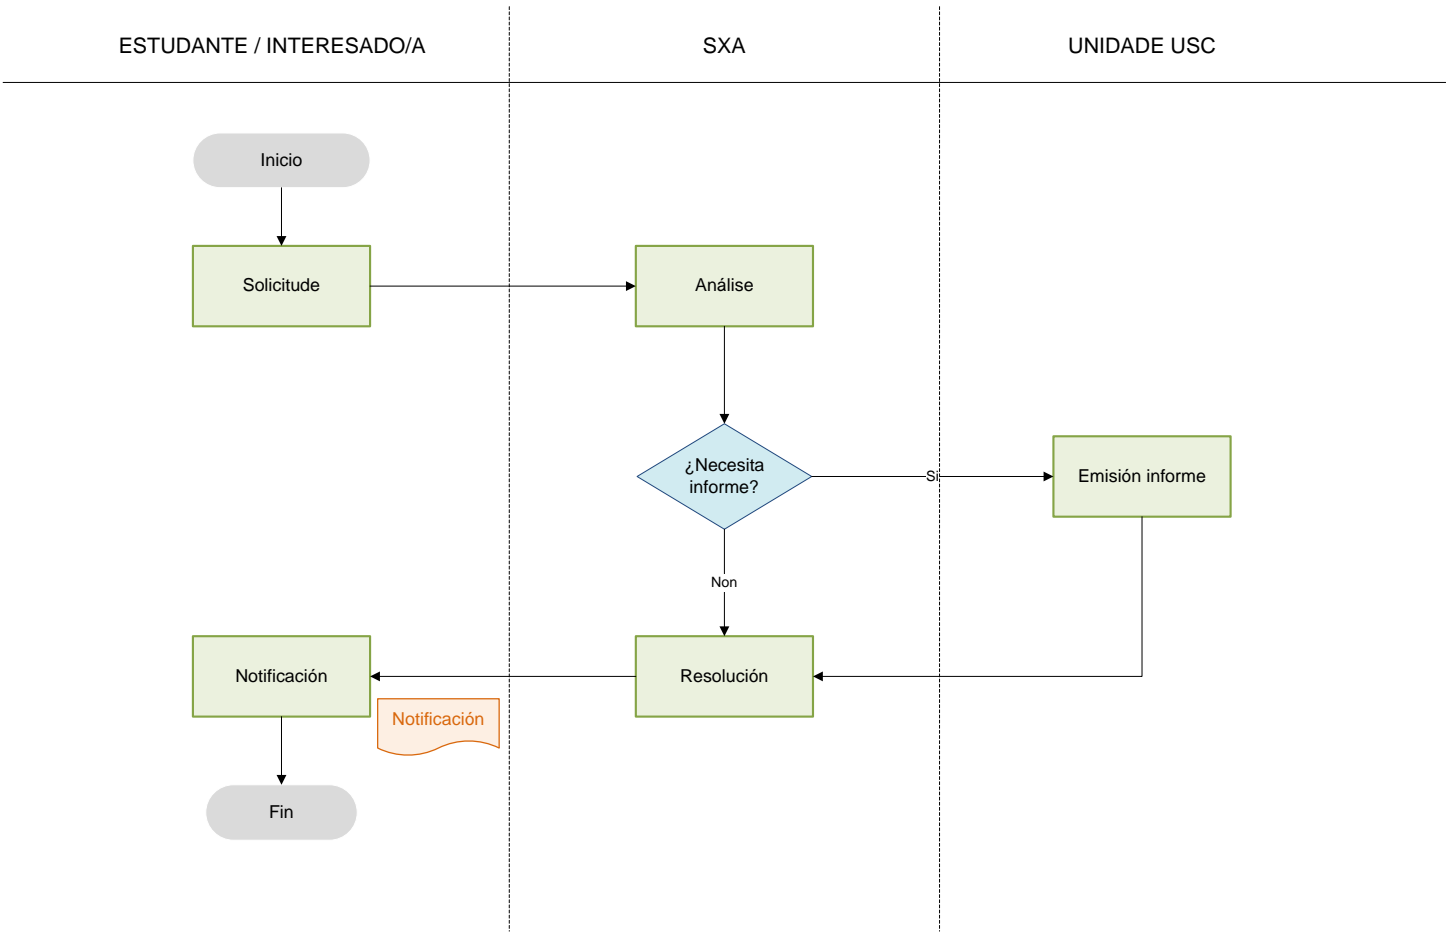 ESTUDANTE / INTERESADO/A
SXA
UNIDADE USC
Inicio
Solicitude
Análise
¿Necesita
informe?
Si
Emisión informe
Non
Notificación
Resolución
Notificación
Fin